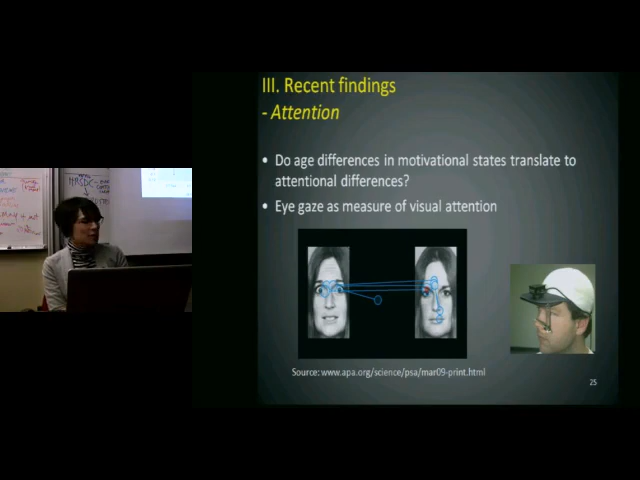 III. Recent findings
- Attention
• Do age differences in motivational states translate to
attentional differences?
• Eye gaze as measure of visual attention
Source: www.apa.org/science/psa/mar09-print.html
25